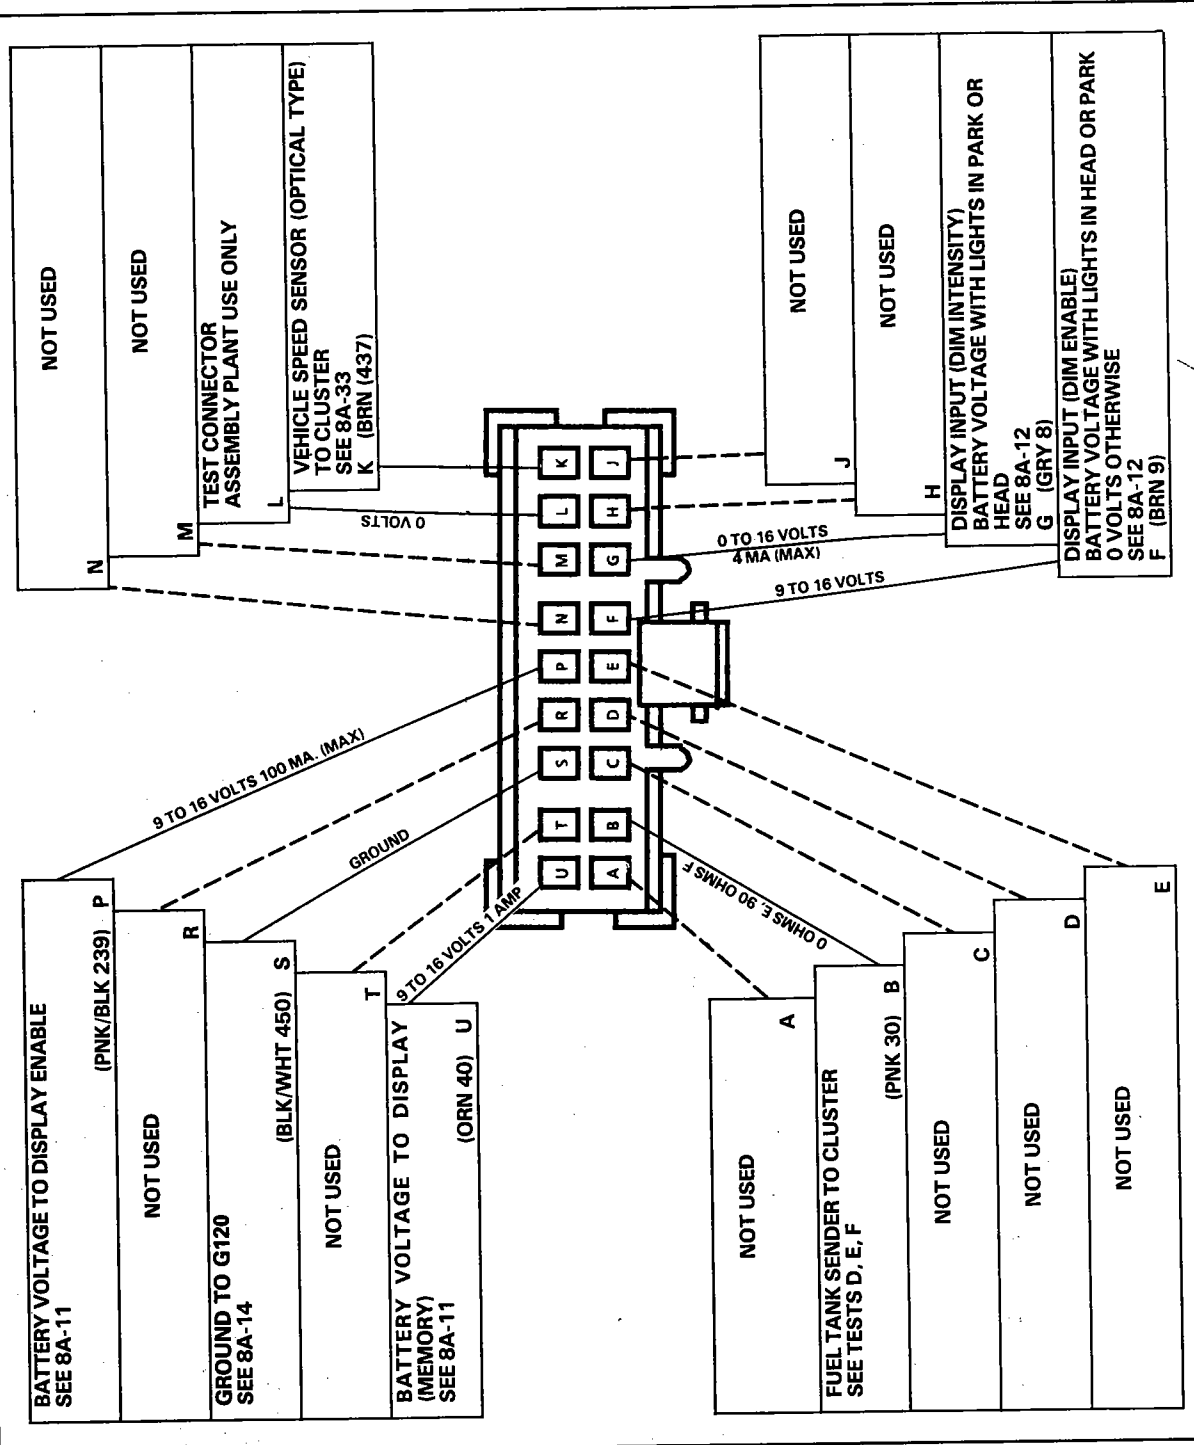 BATTERY VOLTAGE TO DISPLAY ENABLE
SEE 8A-11
(PNK/BLK 239) P
NOT USED
R
GROUND TO G120
SEE 8A-14
(BLK/WHT 450) S
NOT USED
T
BATTERY VOLTAGE TO DISPLAY
(MEMORY)
SEE 8A-11
(ORN 40) U
9 TO 16 VOLTS 100 MA. (MAX)
GROUND
9 TO 16 VOLTS 1 AMP
NOT USED
N
NOT USED
M
TEST CONNECTOR
ASSEMBLY PLANT USE ONLY
L
VEHICLE SPEED SENSOR (OPTICAL TYPE)
TO CLUSTER
SEE 8A-33
K (BRN (437)
0 VOLTS
U T S R P N M L K
A B C D E F G H J
NOT USED
A
FUEL TANK SENDER TO CLUSTER
SEE TESTS D, E, F
(PNK 30) B
NOT USED
C
NOT USED
D
NOT USED
E
0 OHMS E, 90 OHMS F
0 TO 16 VOLTS
4 MA (MAX)
9 TO 16 VOLTS
NOT USED
J
NOT USED
H
DISPLAY INPUT (DIM INTENSITY)
BATTERY VOLTAGE WITH LIGHTS IN PARK OR
HEAD
SEE 8A-12
G (GRY 8)
DISPLAY INPUT (DIM ENABLE)
BATTERY VOLTAGE WITH LIGHTS IN HEAD OR PARK
0 VOLTS OTHERWISE
SEE 8A-12
F (BRN 9)